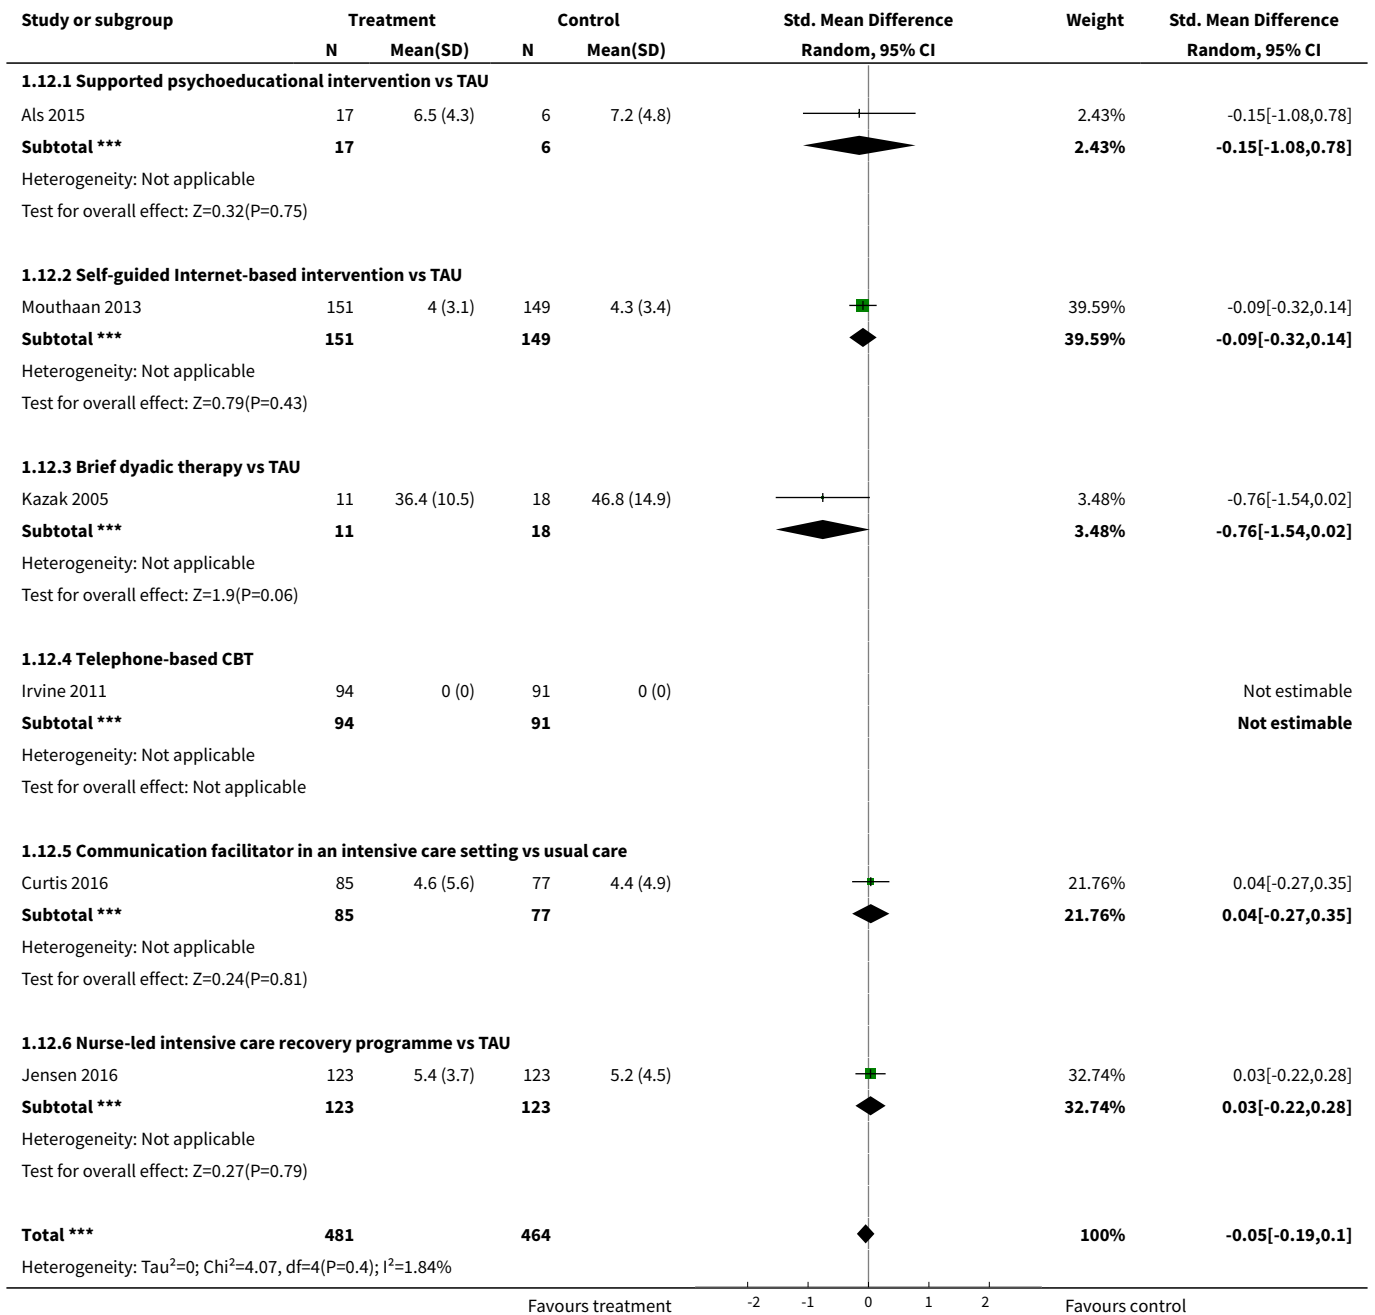 Study or subgroup Treatment Control Std. Mean Difference Weight Std. Mean Difference
N Mean(SD) N Mean(SD) Random, 95% CI Random, 95% CI
1.12.1 Supported psychoeducational intervention vs TAU
Als 2015 17 6.5 (4.3) 6 7.2 (4.8) 2.43% -0.15[-1.08,0.78]
Subtotal *** 17 6 2.43% -0.15[-1.08,0.78]
Heterogeneity: Not applicable
Test for overall effect: Z=0.32(P=0.75)
1.12.2 Self-guided Internet-based intervention vs TAU
Mouthaan 2013 151 4 (3.1) 149 4.3 (3.4) 39.59% -0.09[-0.32,0.14]
Subtotal *** 151 149 39.59% -0.09[-0.32,0.14]
Heterogeneity: Not applicable
Test for overall effect: Z=0.79(P=0.43)
1.12.3 Brief dyadic therapy vs TAU
Kazak 2005 11 36.4 (10.5) 18 46.8 (14.9) 3.48% -0.76[-1.54,0.02]
Subtotal *** 11 18 3.48% -0.76[-1.54,0.02]
Heterogeneity: Not applicable
Test for overall effect: Z=1.9(P=0.06)
1.12.4 Telephone-based CBT
Irvine 2011 94 0 (0) 91 0 (0) Not estimable
Subtotal *** 94 91 Not estimable
Heterogeneity: Not applicable
Test for overall effect: Not applicable
1.12.5 Communication facilitator in an intensive care setting vs usual care
Curtis 2016 85 4.6 (5.6) 77 4.4 (4.9) 21.76% 0.04[-0.27,0.35]
Subtotal *** 85 77 21.76% 0.04[-0.27,0.35]
Heterogeneity: Not applicable
Test for overall effect: Z=0.24(P=0.81)
1.12.6 Nurse-led intensive care recovery programme vs TAU
Jensen 2016 123 5.4 (3.7) 123 5.2 (4.5) 32.74% 0.03[-0.22,0.28]
Subtotal *** 123 123 32.74% 0.03[-0.22,0.28]
Heterogeneity: Not applicable
Test for overall effect: Z=0.27(P=0.79)
Total *** 481 464 100% -0.05[-0.19,0.1]
Heterogeneity: Tau²=0; Chi²=4.07, df=4(P=0.4); I²=1.84%
Favours treatment -2 -1 0 1 2 Favours control